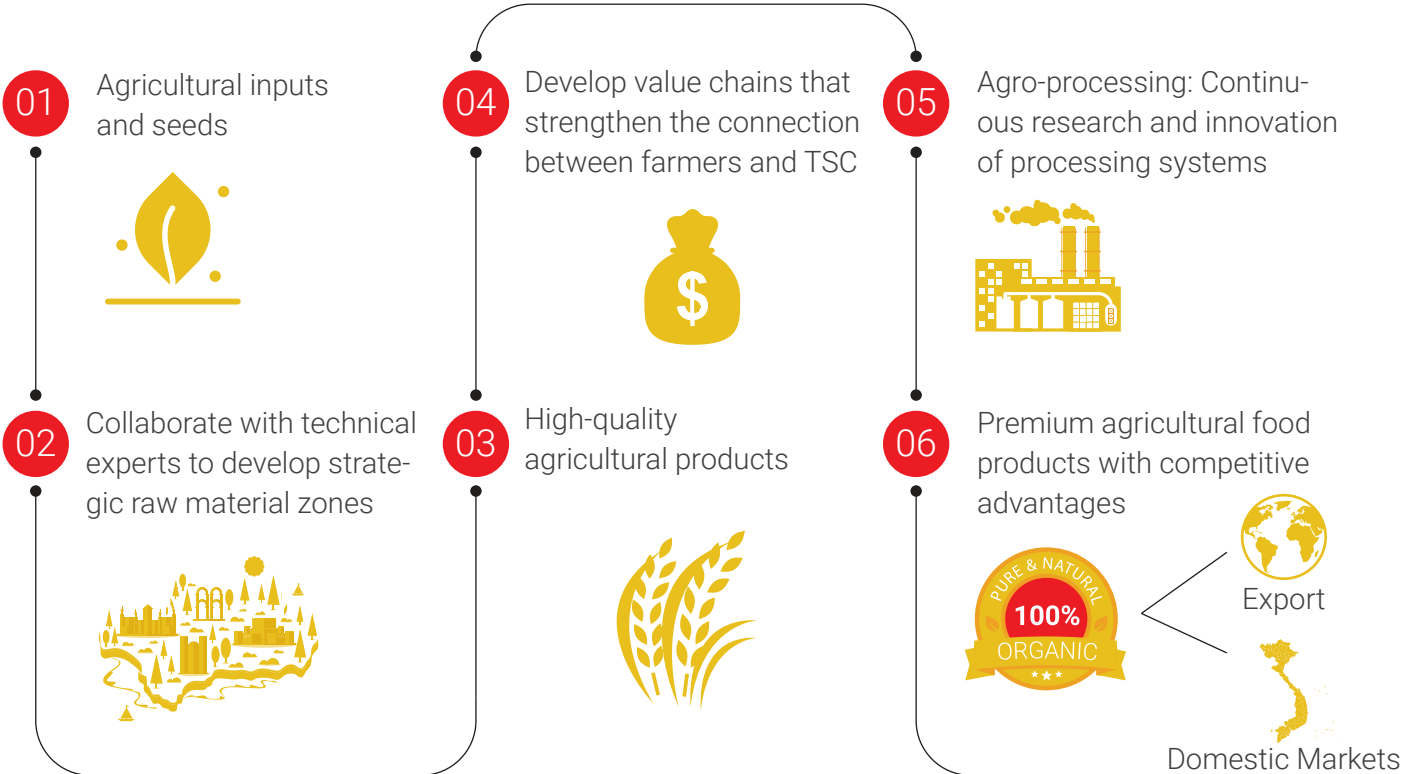 01
Agricultural inputs
and seeds
02
Collaborate with technical
experts to develop strate-
gic raw material zones
03
High-quality
agricultural products
04
Develop value chains that
strengthen the connection
between farmers and TSC
$
05
Agro-processing: Continu-
ous research and innovation
of processing systems
06
Premium agricultural food
products with competitive
advantages
PURE & NATURAL
100%
ORGANIC
Export
Domestic Markets